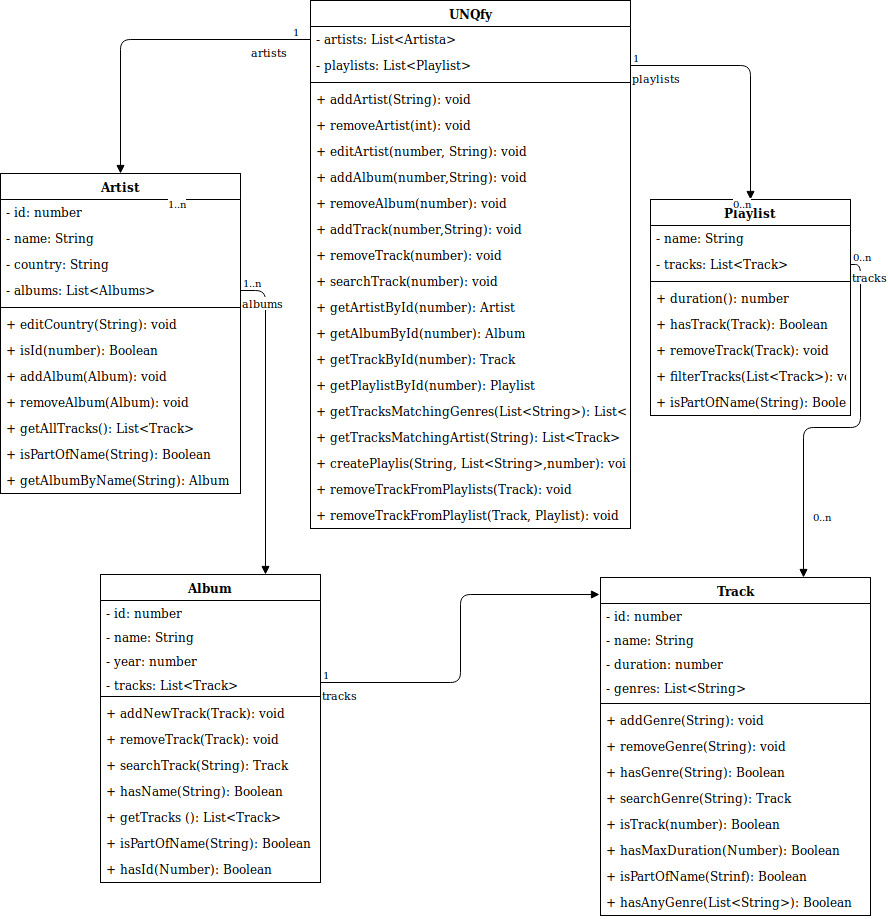 UNQfy
- artists: List<Artista>
- playlists: List<Playlist>
+ addArtist(String): void
+ removeArtist(int): void
+ editArtist(number, String): void
+ addAlbum(number,String): void
+ removeAlbum(number): void
+ addTrack(number,String): void
+ removeTrack(number): void
+ searchTrack(number): void
+ getArtistById(number): Artist
+ getAlbumById(number): Album
+ getTrackById(number): Track
+ getPlaylistById(number): Playlist
+ getTracksMatchingGenres(List<String>): List<
+ getTracksMatchingArtist(String): List<Track>
+ createPlaylis(String, List<String>,number): voi
+ removeTrackFromPlaylists(Track): void
+ removeTrackFromPlaylist(Track, Playlist): void
1
artists
1..n
1
playlists
0..n
Artist
- id: number
- name: String
- country: String
- albums: List<Albums>
+ editCountry(String): void
+ isId(number): Boolean
+ addAlbum(Album): void
+ removeAlbum(Album): void
+ getAllTracks(): List<Track>
+ isPartOfName(String): Boolean
+ getAlbumByName(String): Album
1..n
albums
Playlist
- name: String
- tracks: List<Track>
+ duration(): number
+ hasTrack(Track): Boolean
+ removeTrack(Track): void
+ filterTracks(List<Track>): v
+ isPartOfName(String): Boole
0..n
tracks
0..n
Album
- id: number
- name: String
- year: number
- tracks: List<Track>
+ addNewTrack(Track): void
+ removeTrack(Track): void
+ searchTrack(String): Track
+ hasName(String): Boolean
+ getTracks (): List<Track>
+ isPartOfName(String): Boolean
+ hasId(Number): Boolean
1
tracks
Track
- id: number
- name: String
- duration: number
- genres: List<String>
+ addGenre(String): void
+ removeGenre(String): void
+ hasGenre(String): Boolean
+ searchGenre(String): Track
+ isTrack(number): Boolean
+ hasMaxDuration(Number): Boolean
+ isPartOfName(Strinf): Boolean
+ hasAnyGenre(List<String>): Boolean